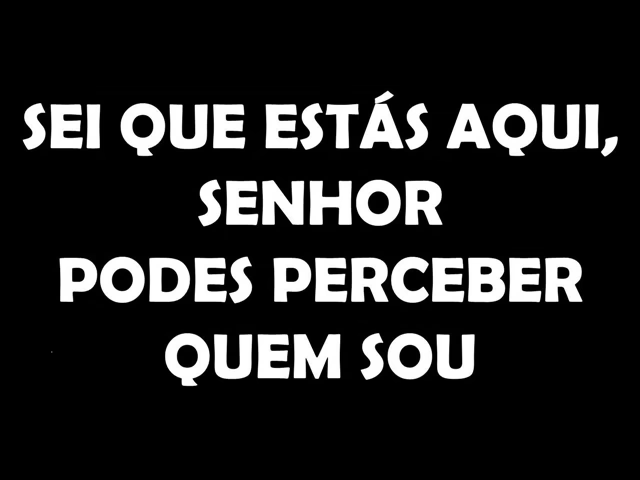 SEI QUE ESTÁS AQUI,
SENHOR
PODES PERCEBER
QUEM SOU